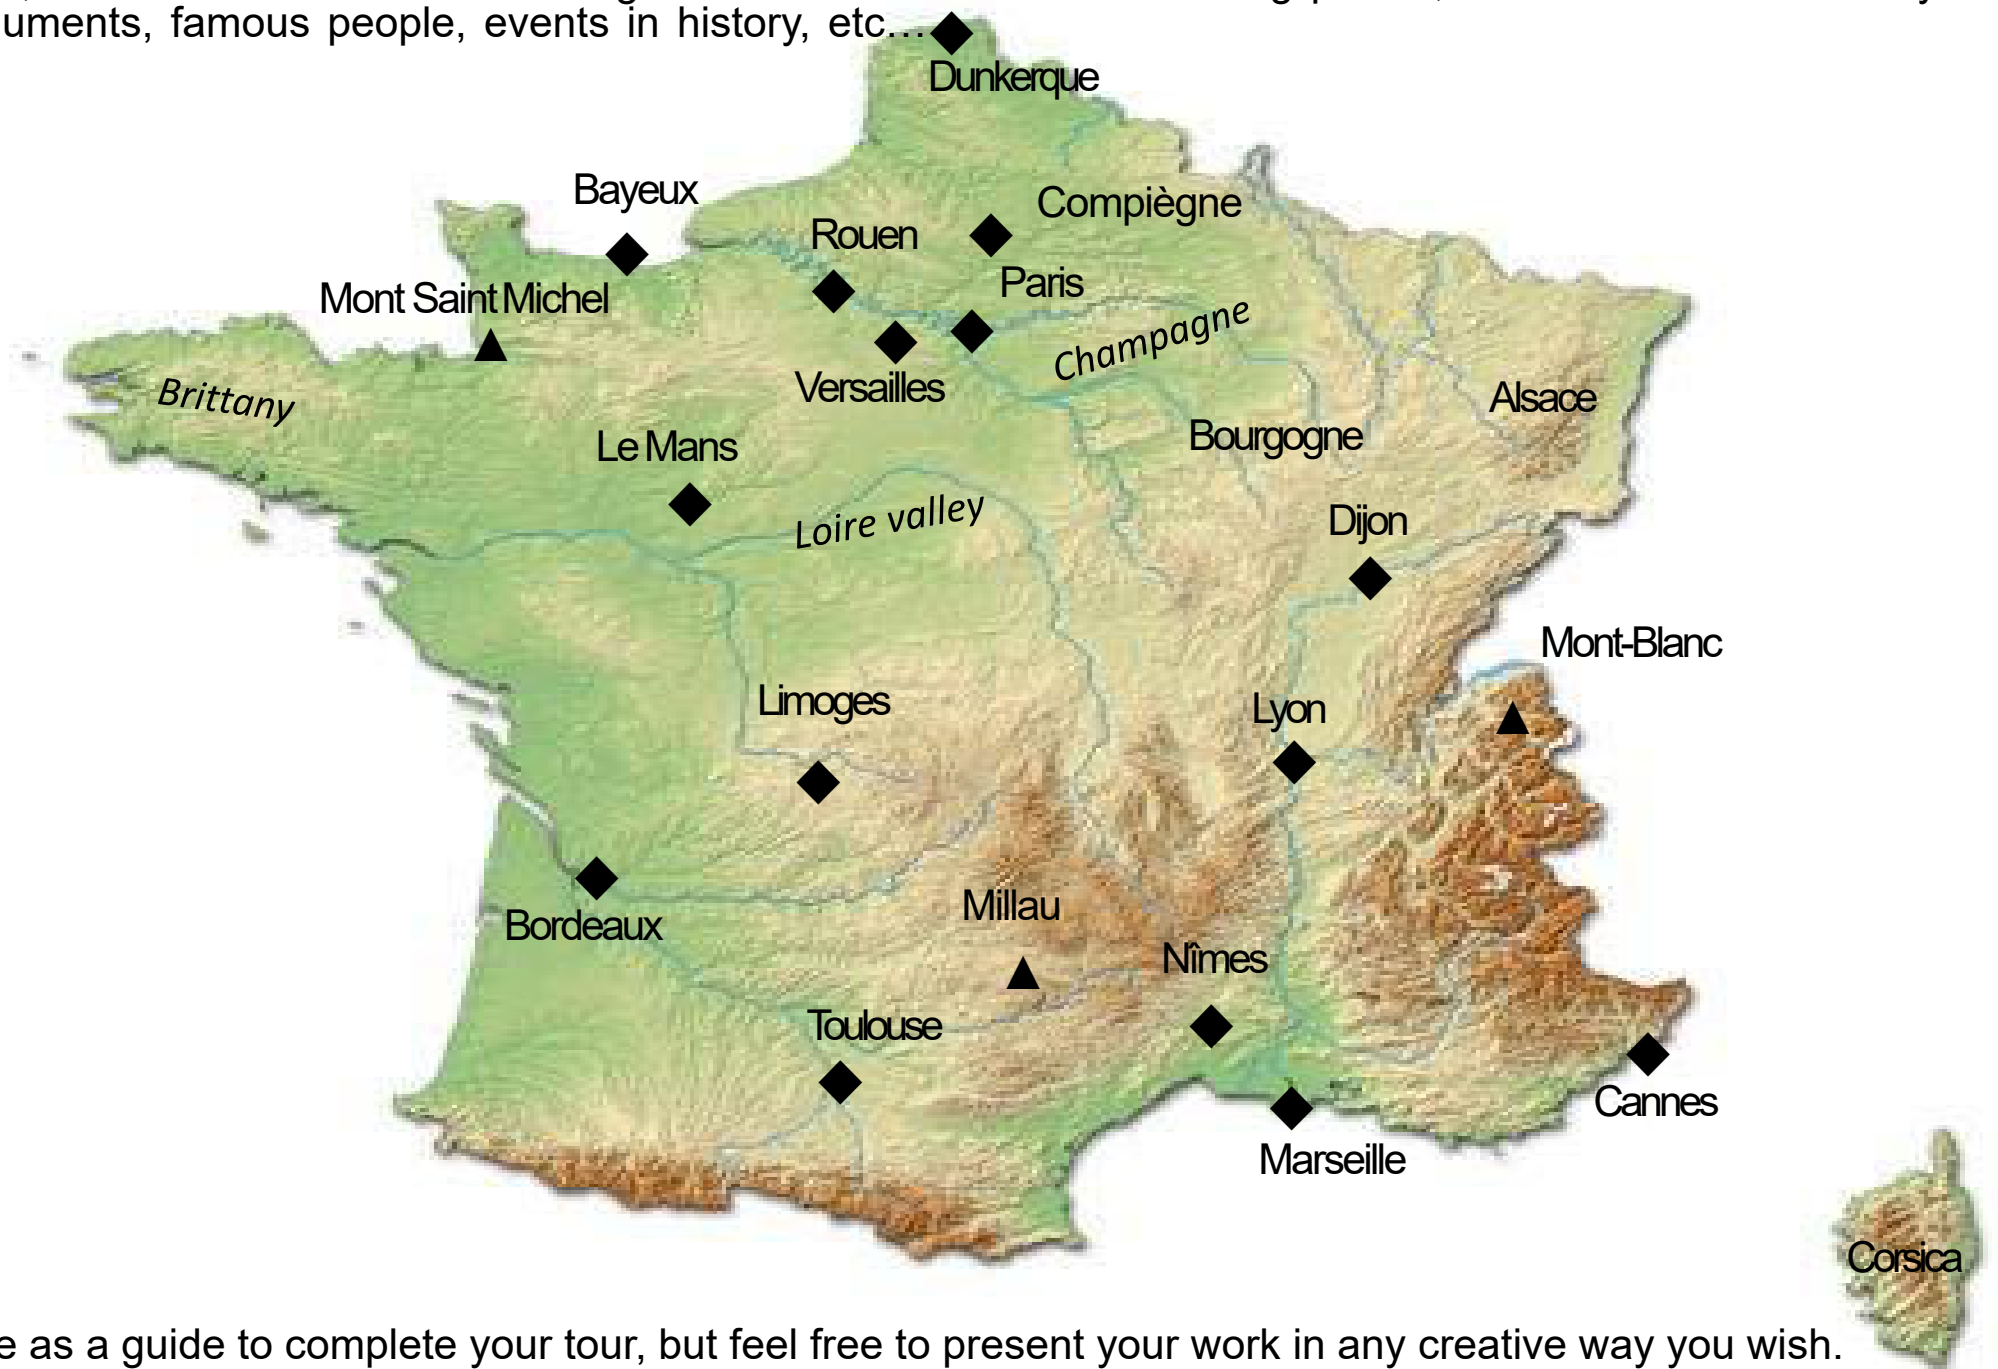 uments, famous people, events in history, etc…
Dunkerque
Bayeux
Compiègne
Rouen
Paris
Mont Saint Michel
Champagne
Versailles
Brittany
Alsace
Bourgogne
Le Mans
Loire valley
Dijon
Mont-Blanc
Limoges
Lyon
Millau
Bordeaux
Nîmes
Toulouse
Cannes
Marseille
Corsica
e as a guide to complete your tour, but feel free to present your work in any creative way you wish.